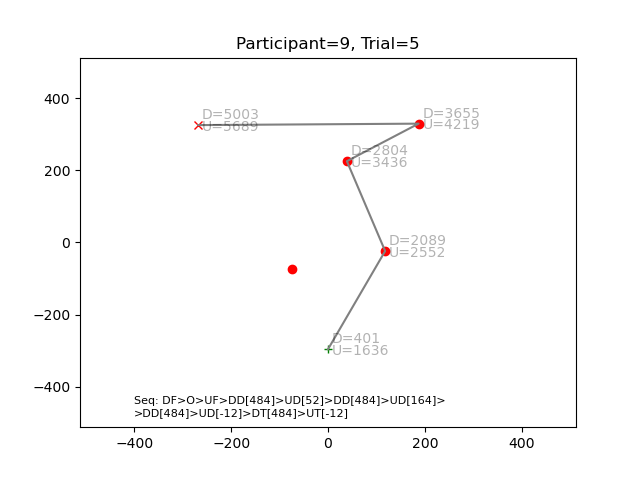 Participant=9, Trial=5
400
200
0
−200
−400
D=5003
U=5689
D=3655
U=4219
D=2804
U=3436
D=2089
U=2552
D=401
U=1636
Seq: DF>O>UF>DD[484]>UD[52]>DD[484]>UD[164]>
>DD[484]>UD[-12]>DT[484]>UT[-12]
−400
−200
0
200
400